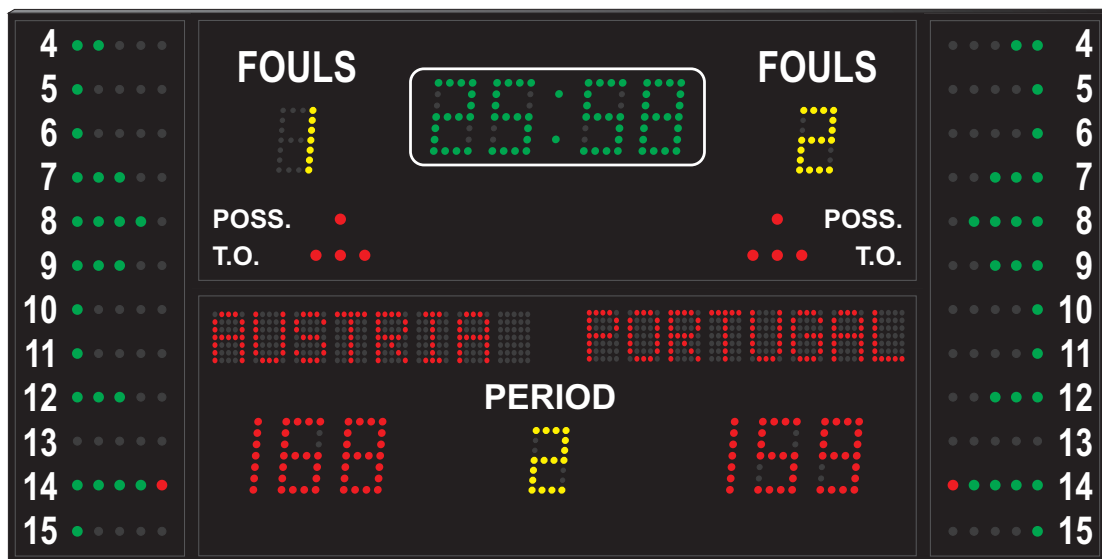 FOULS 25:58 FOULS
1 2
POSS. POSS.
T.O. T.O.
AUSTRIA PORTUGAL
PERIOD
168 2 159
4 4
5 5
6 6
7 7
8 8
9 9
10 10
11 11
12 12
13 13
14 14
15 15